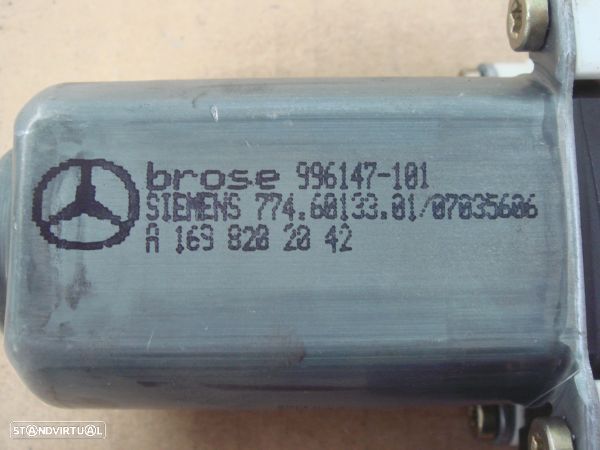 brose 996147-101
SIEMENS 774.60133.01/07035606
A 169 820 20 42
STANDVIRTUAL